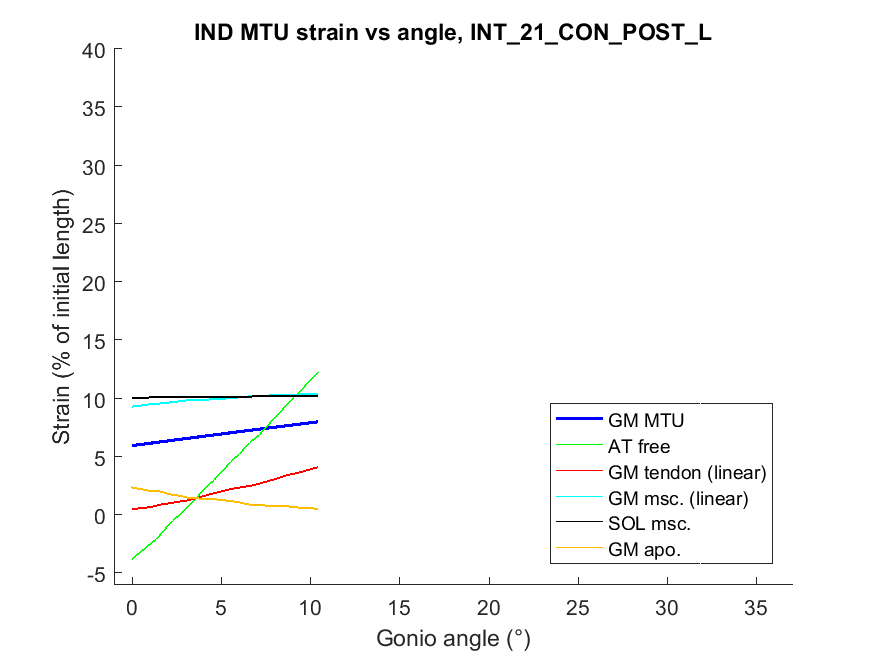 IND MTU strain vs angle, INT_21_CON_POST_L
40
35
30
25
20
15
10
5
0
-5
Strain (% of initial length)
0 5 10 15 20 25 30 35
Gonio angle (°)
GM MTU
AT free
GM tendon (linear)
GM msc. (linear)
SOL msc.
GM apo.